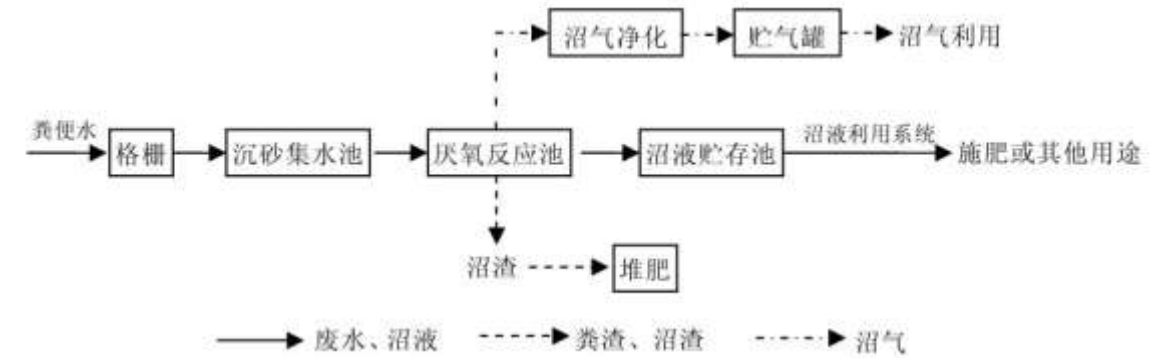 沼气净化 贮气罐 沼气利用
粪便水 格栅 沉砂集水池 厌氧反应池 沼液贮存池 沼液利用系统 施肥或其他用途
沼渣 堆肥
废水、沼液 粪渣、沼渣 沼气